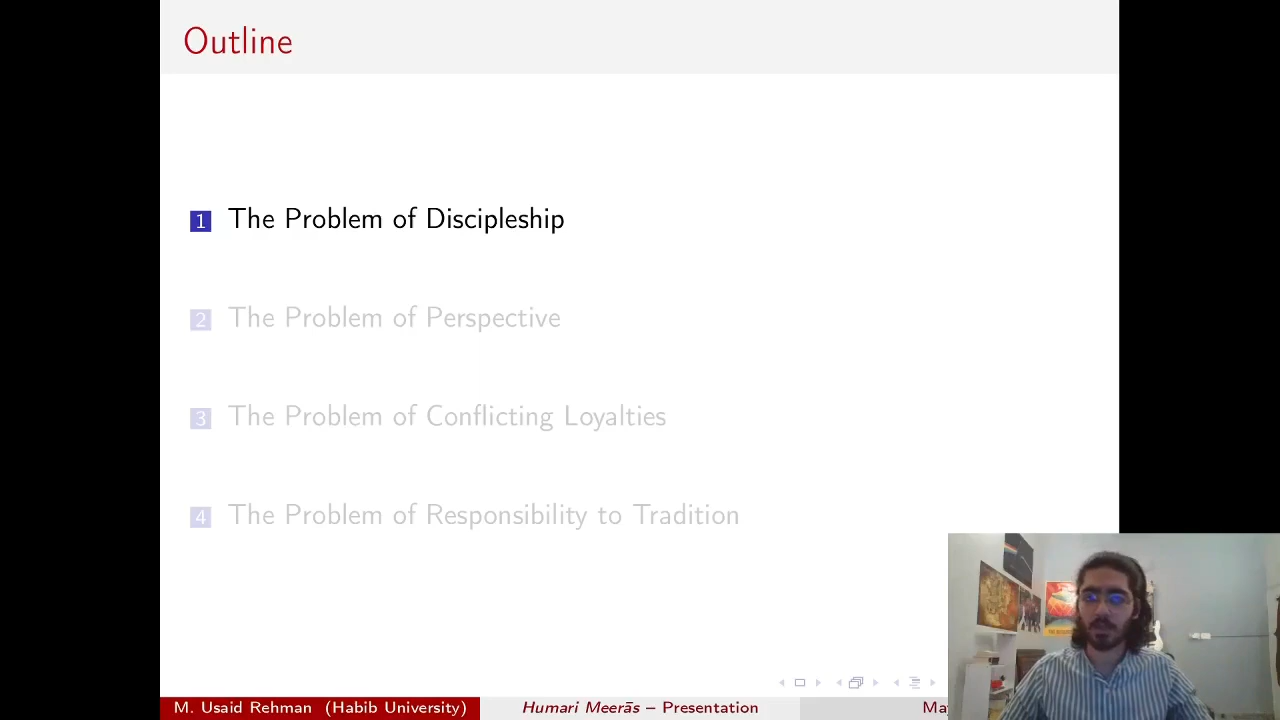 Outline
1 The Problem of Discipleship
2 The Problem of Perspective
3 The Problem of Conflicting Loyalties
4 The Problem of Responsibility to Tradition
M. Usaid Rehman (Habib University) Humari Meerās – Presentation